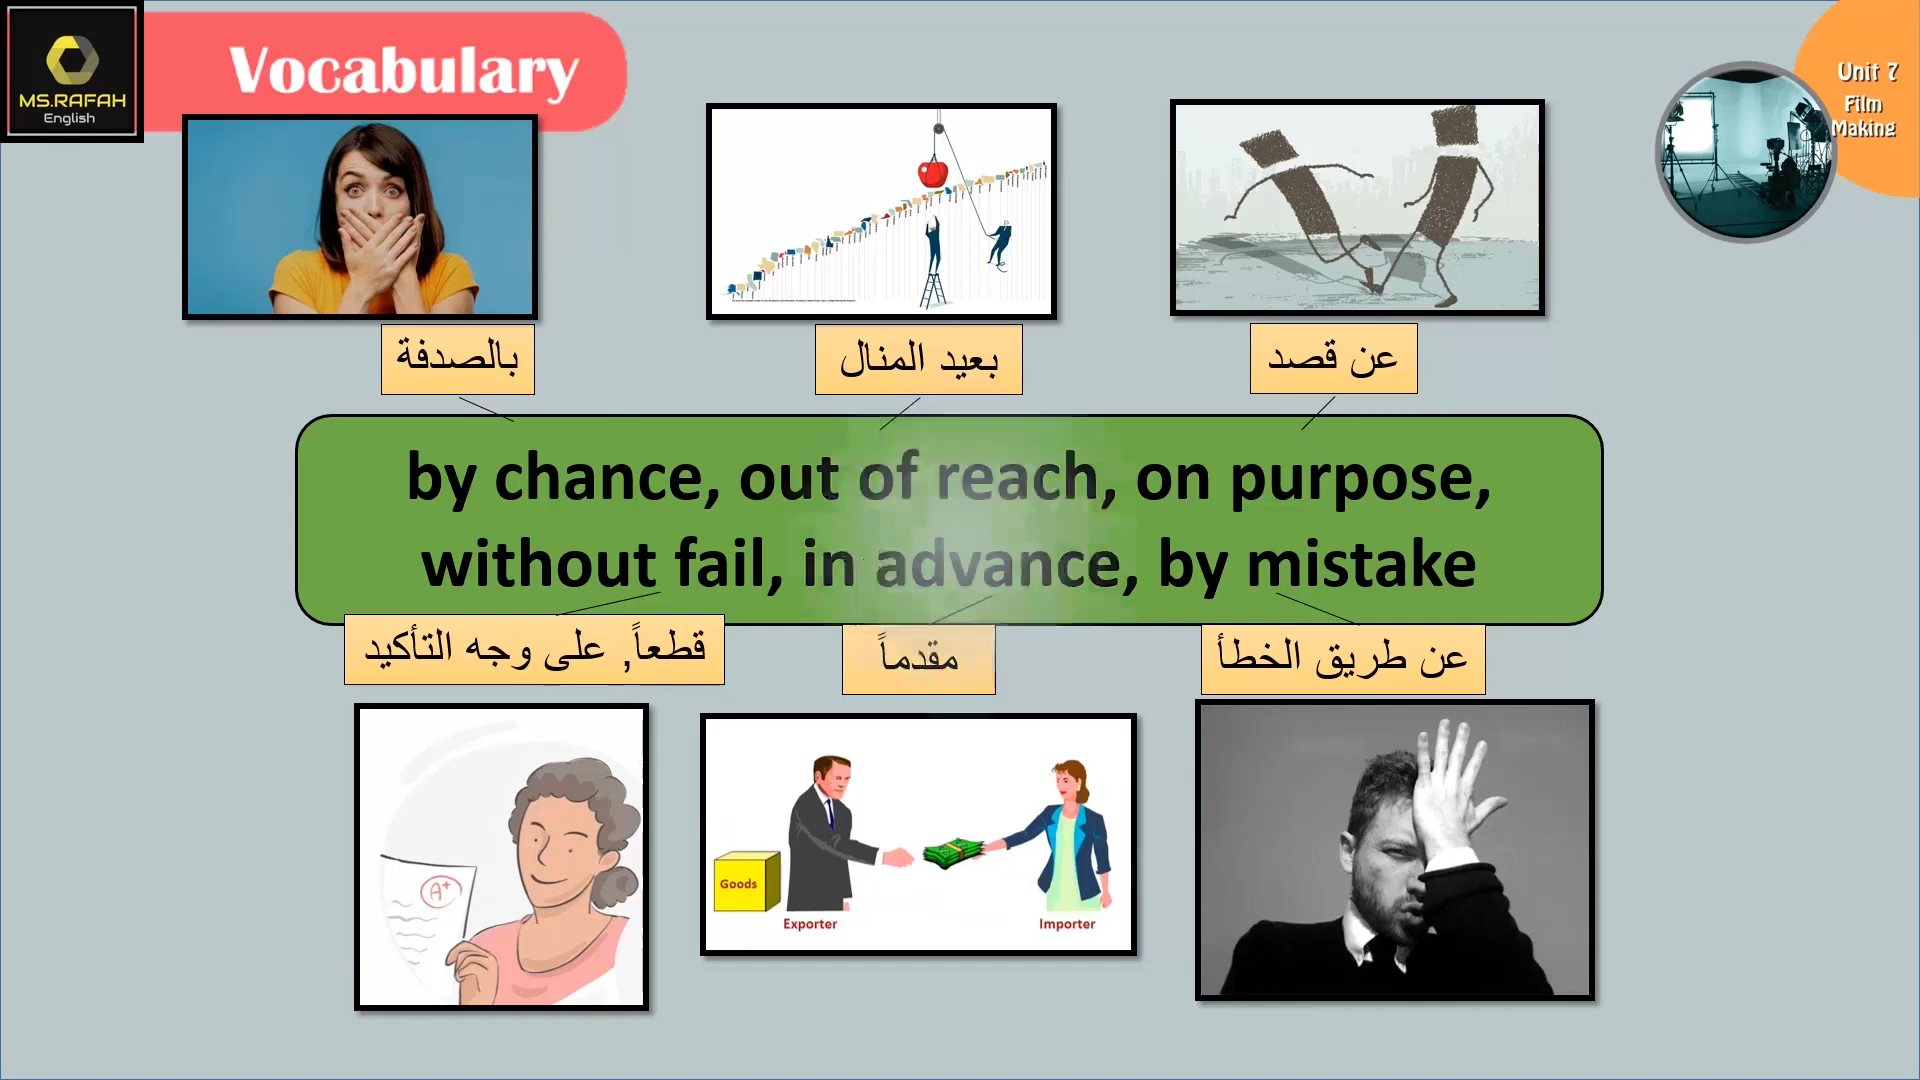 MS.RAFAH
English
Vocabulary
Unit 7
Film
Making
بالصدفة
بعيد المنال
عن قصد
by chance, out of reach, on purpose,
without fail, in advance, by mistake
قطعاً, على وجه التأكيد
مقدماً
عن طريق الخطأ
A+
Goods
Exporter
Importer